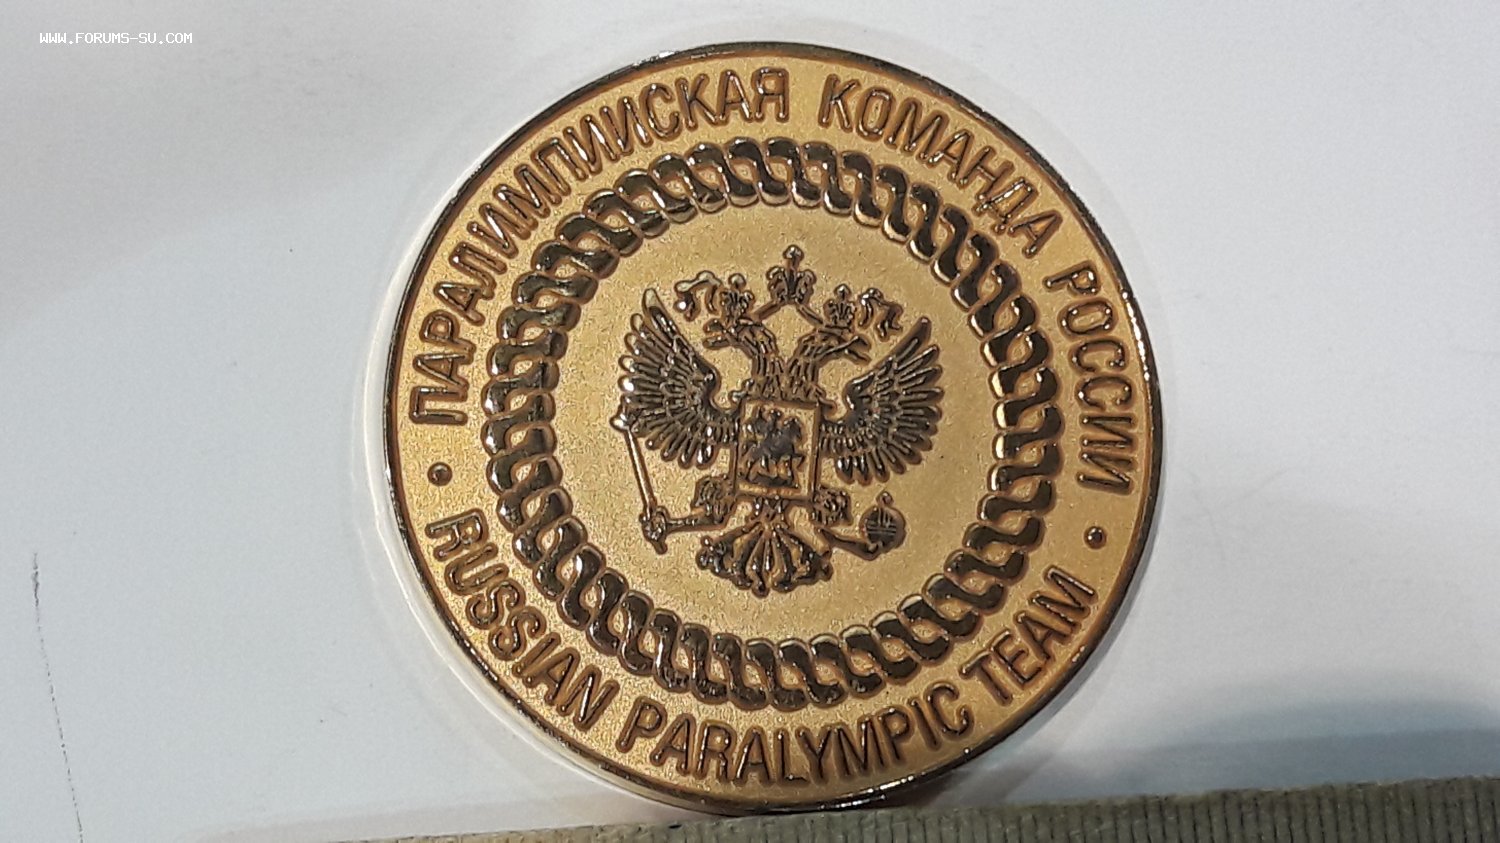 WWW.FORUMS-SU.COM
ПАРАЛИМПИЙСКАЯ КОМАНДА РОССИИ
RUSSIAN PARALYMPIC TEAM